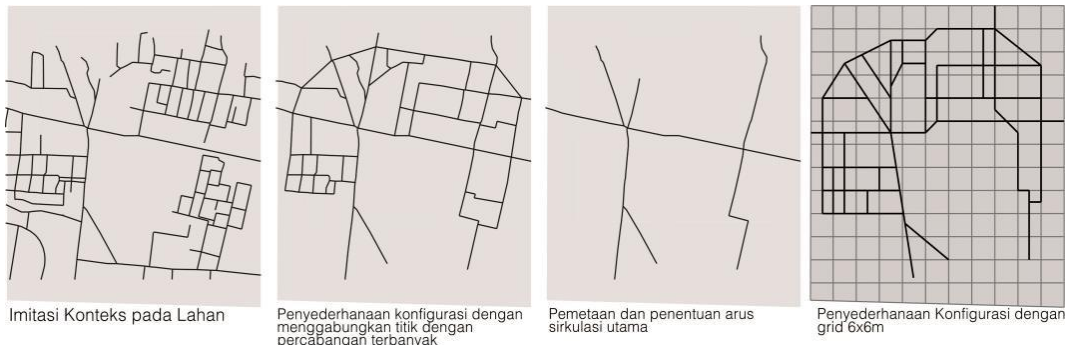 Imitasi Konteks pada Lahan
Penyederhanaan konfigurasi dengan
menggabungkan titik dengan
percabangan terbanyak
Pemetaan dan penentuan arus
sirkulasi utama
Penyederhanaan Konfigurasi dengan
grid 6x6m